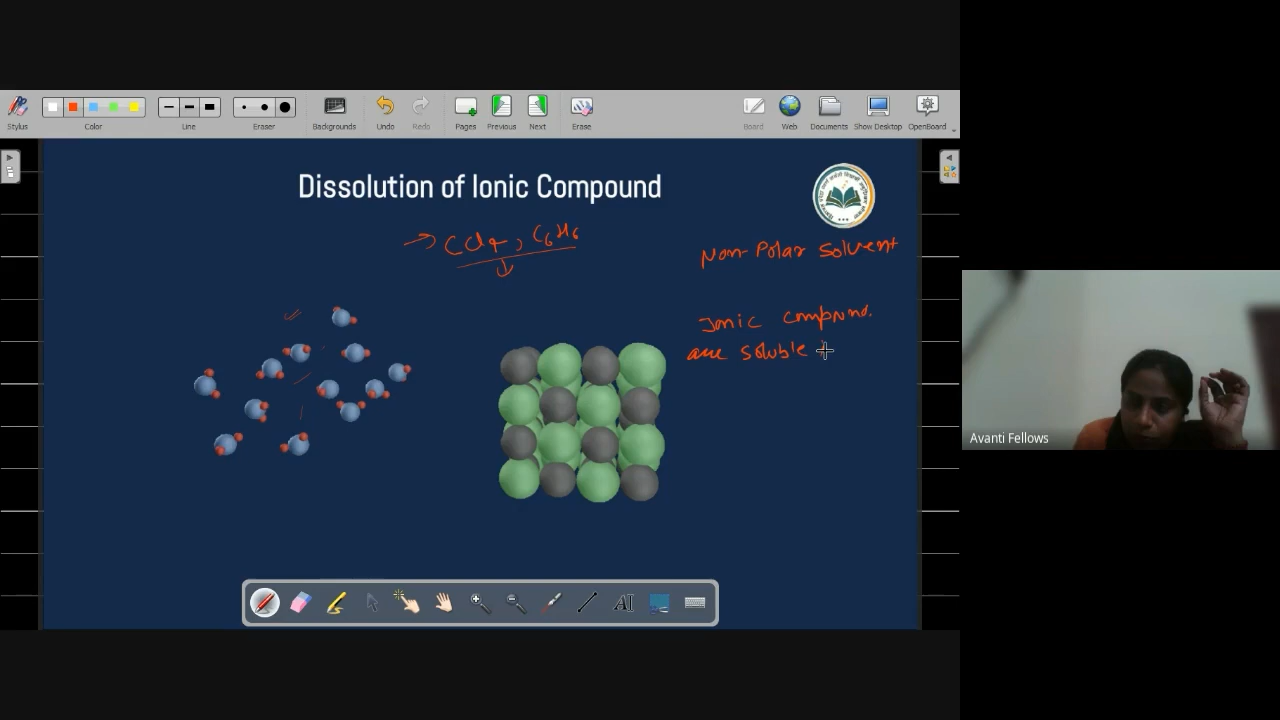 Stylus
Color
Line
Eraser
Backgrounds
Undo
Redo
Pages
Previous
Next
Erase
Board
Web
Documents
Show Desktop
OpenBoard
Dissolution of Ionic Compound
→ CCl4, C6H6
Non-Polar Solvent
Ionic compound.
are soluble
AI
Avanti Fellows